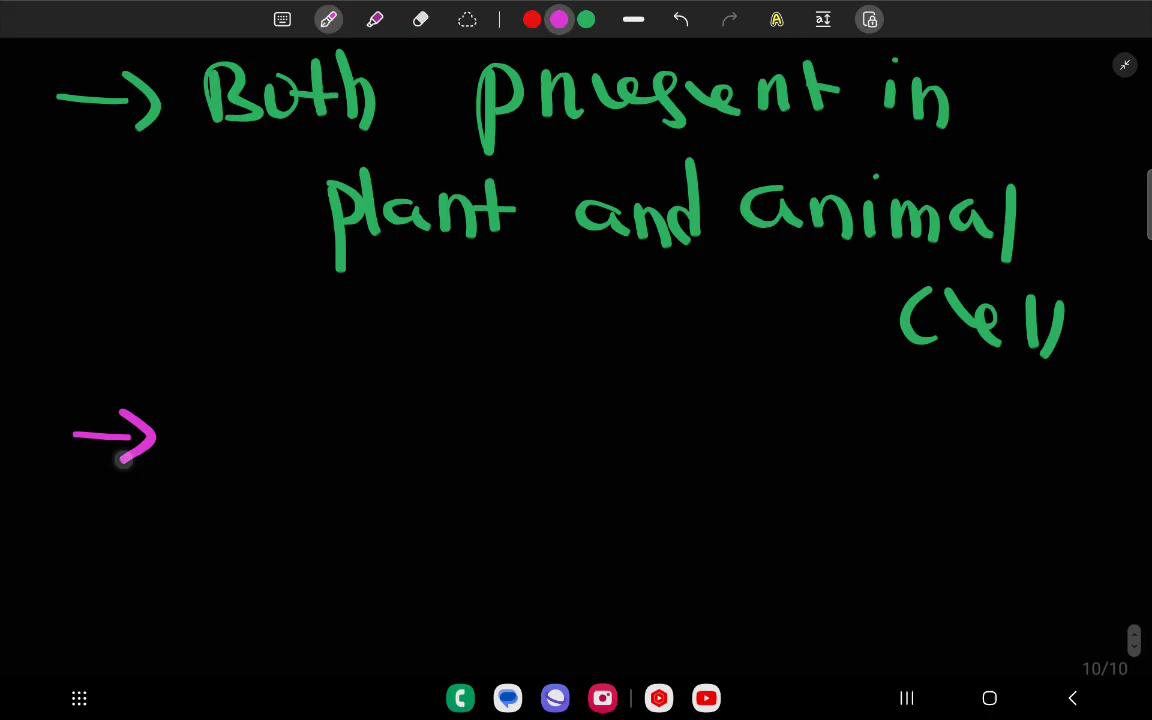 → Both present in
plant and animal
cell
→
10/10